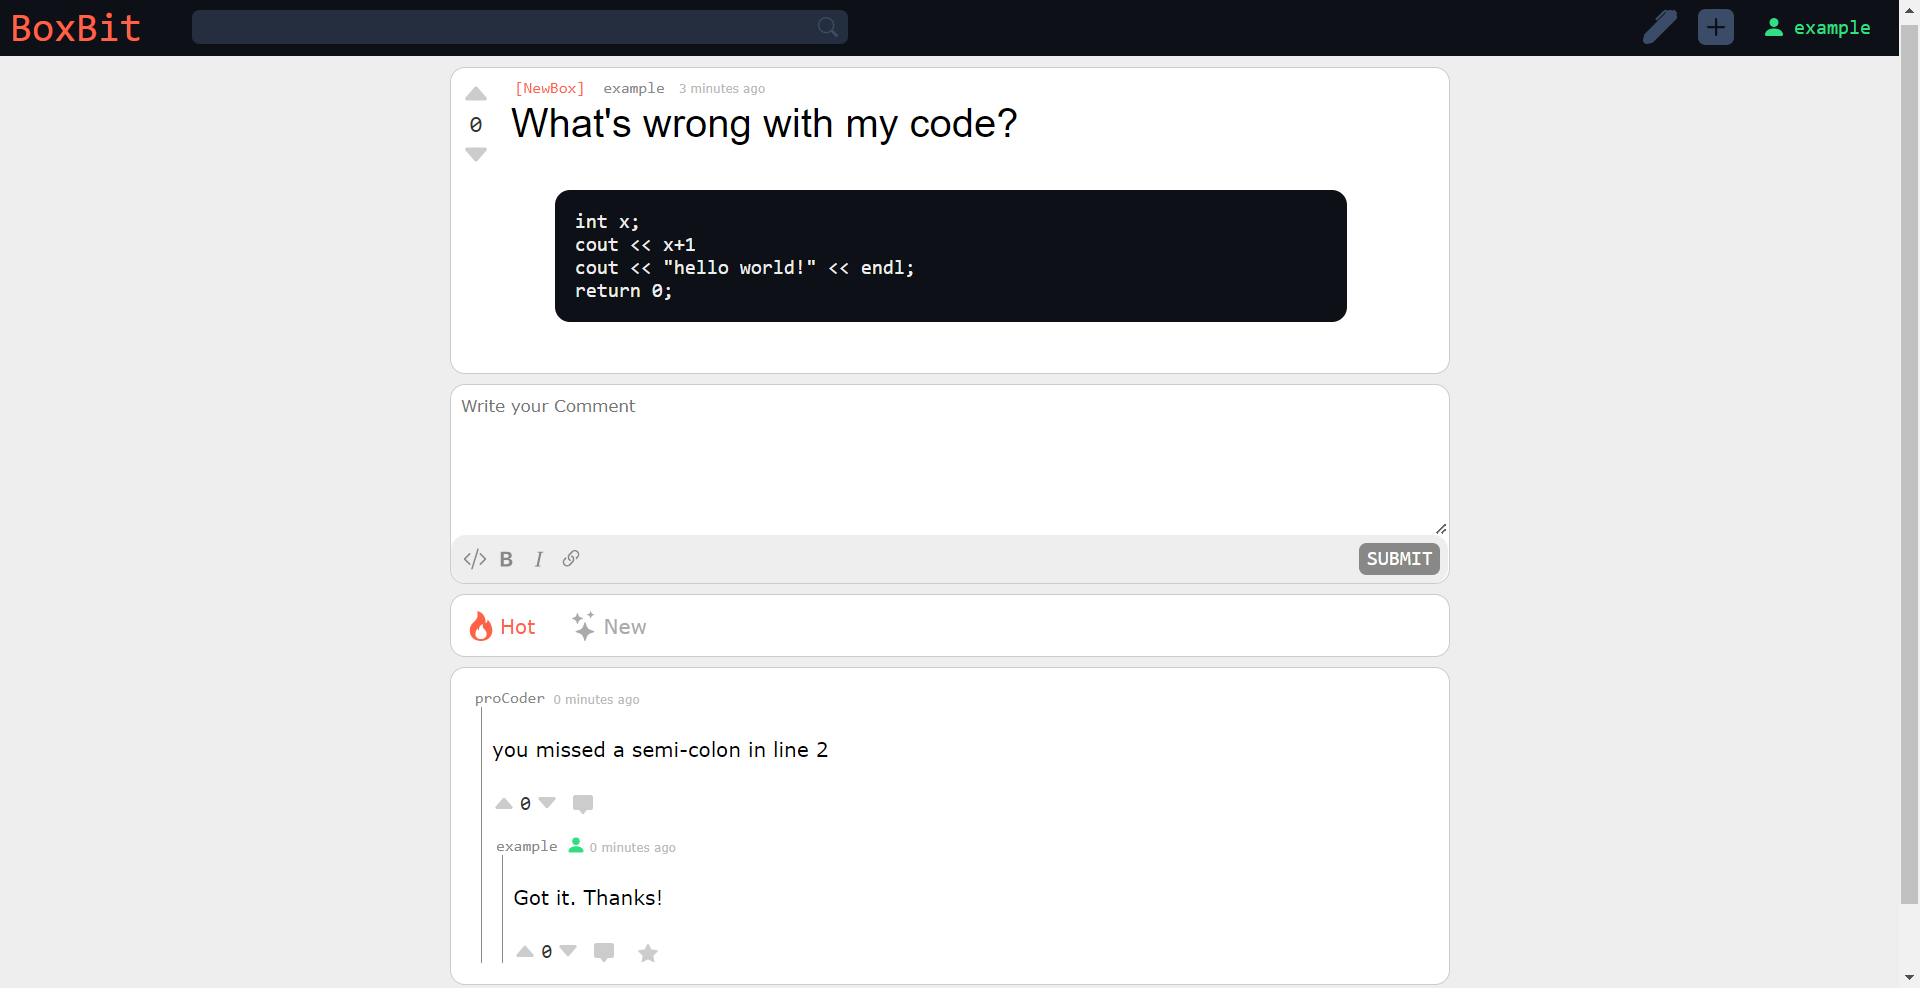 BoxBit
example
[NewBox] example 3 minutes ago
0
What's wrong with my code?
int x;
cout << x+1
cout << "hello world!" << endl;
return 0;
Write your Comment
</> B I
SUBMIT
Hot New
proCoder 0 minutes ago
you missed a semi-colon in line 2
0
example 0 minutes ago
Got it. Thanks!
0